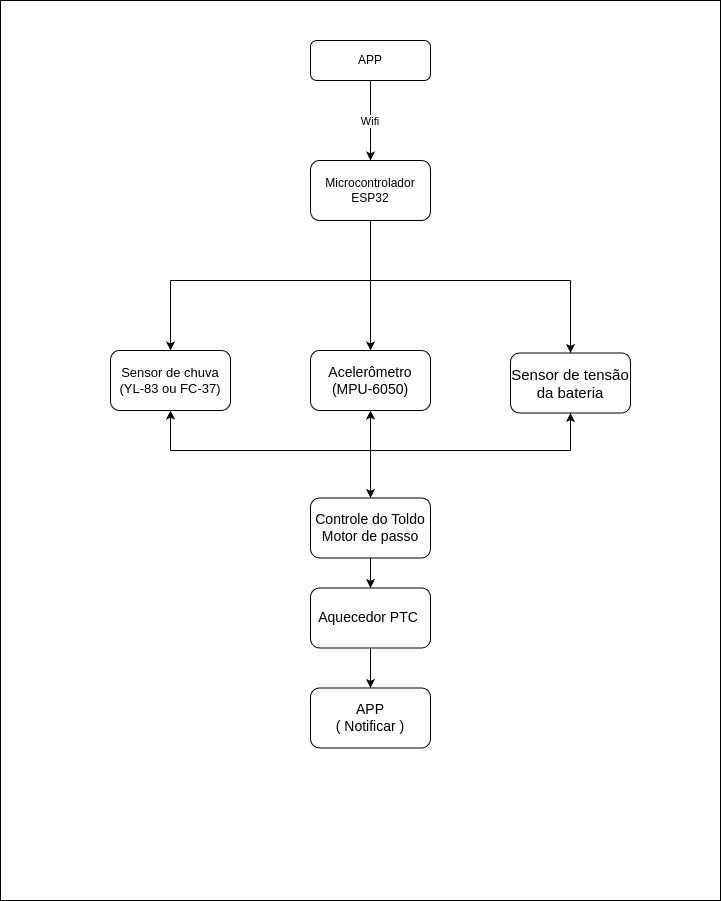 APP
Wifi
Microcontrolador
ESP32
Sensor de chuva
(YL-83 ou FC-37)
Acelerômetro
(MPU-6050)
Sensor de tensão
da bateria
Controle do Toldo
Motor de passo
Aquecedor PTC
APP
( Notificar )